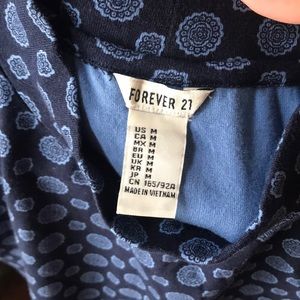 FOREVER 21
US M
CA M
MX M
BR M
EU M
UK M
KR M
JP M
CN 165/92A
MADE IN VIETNAM